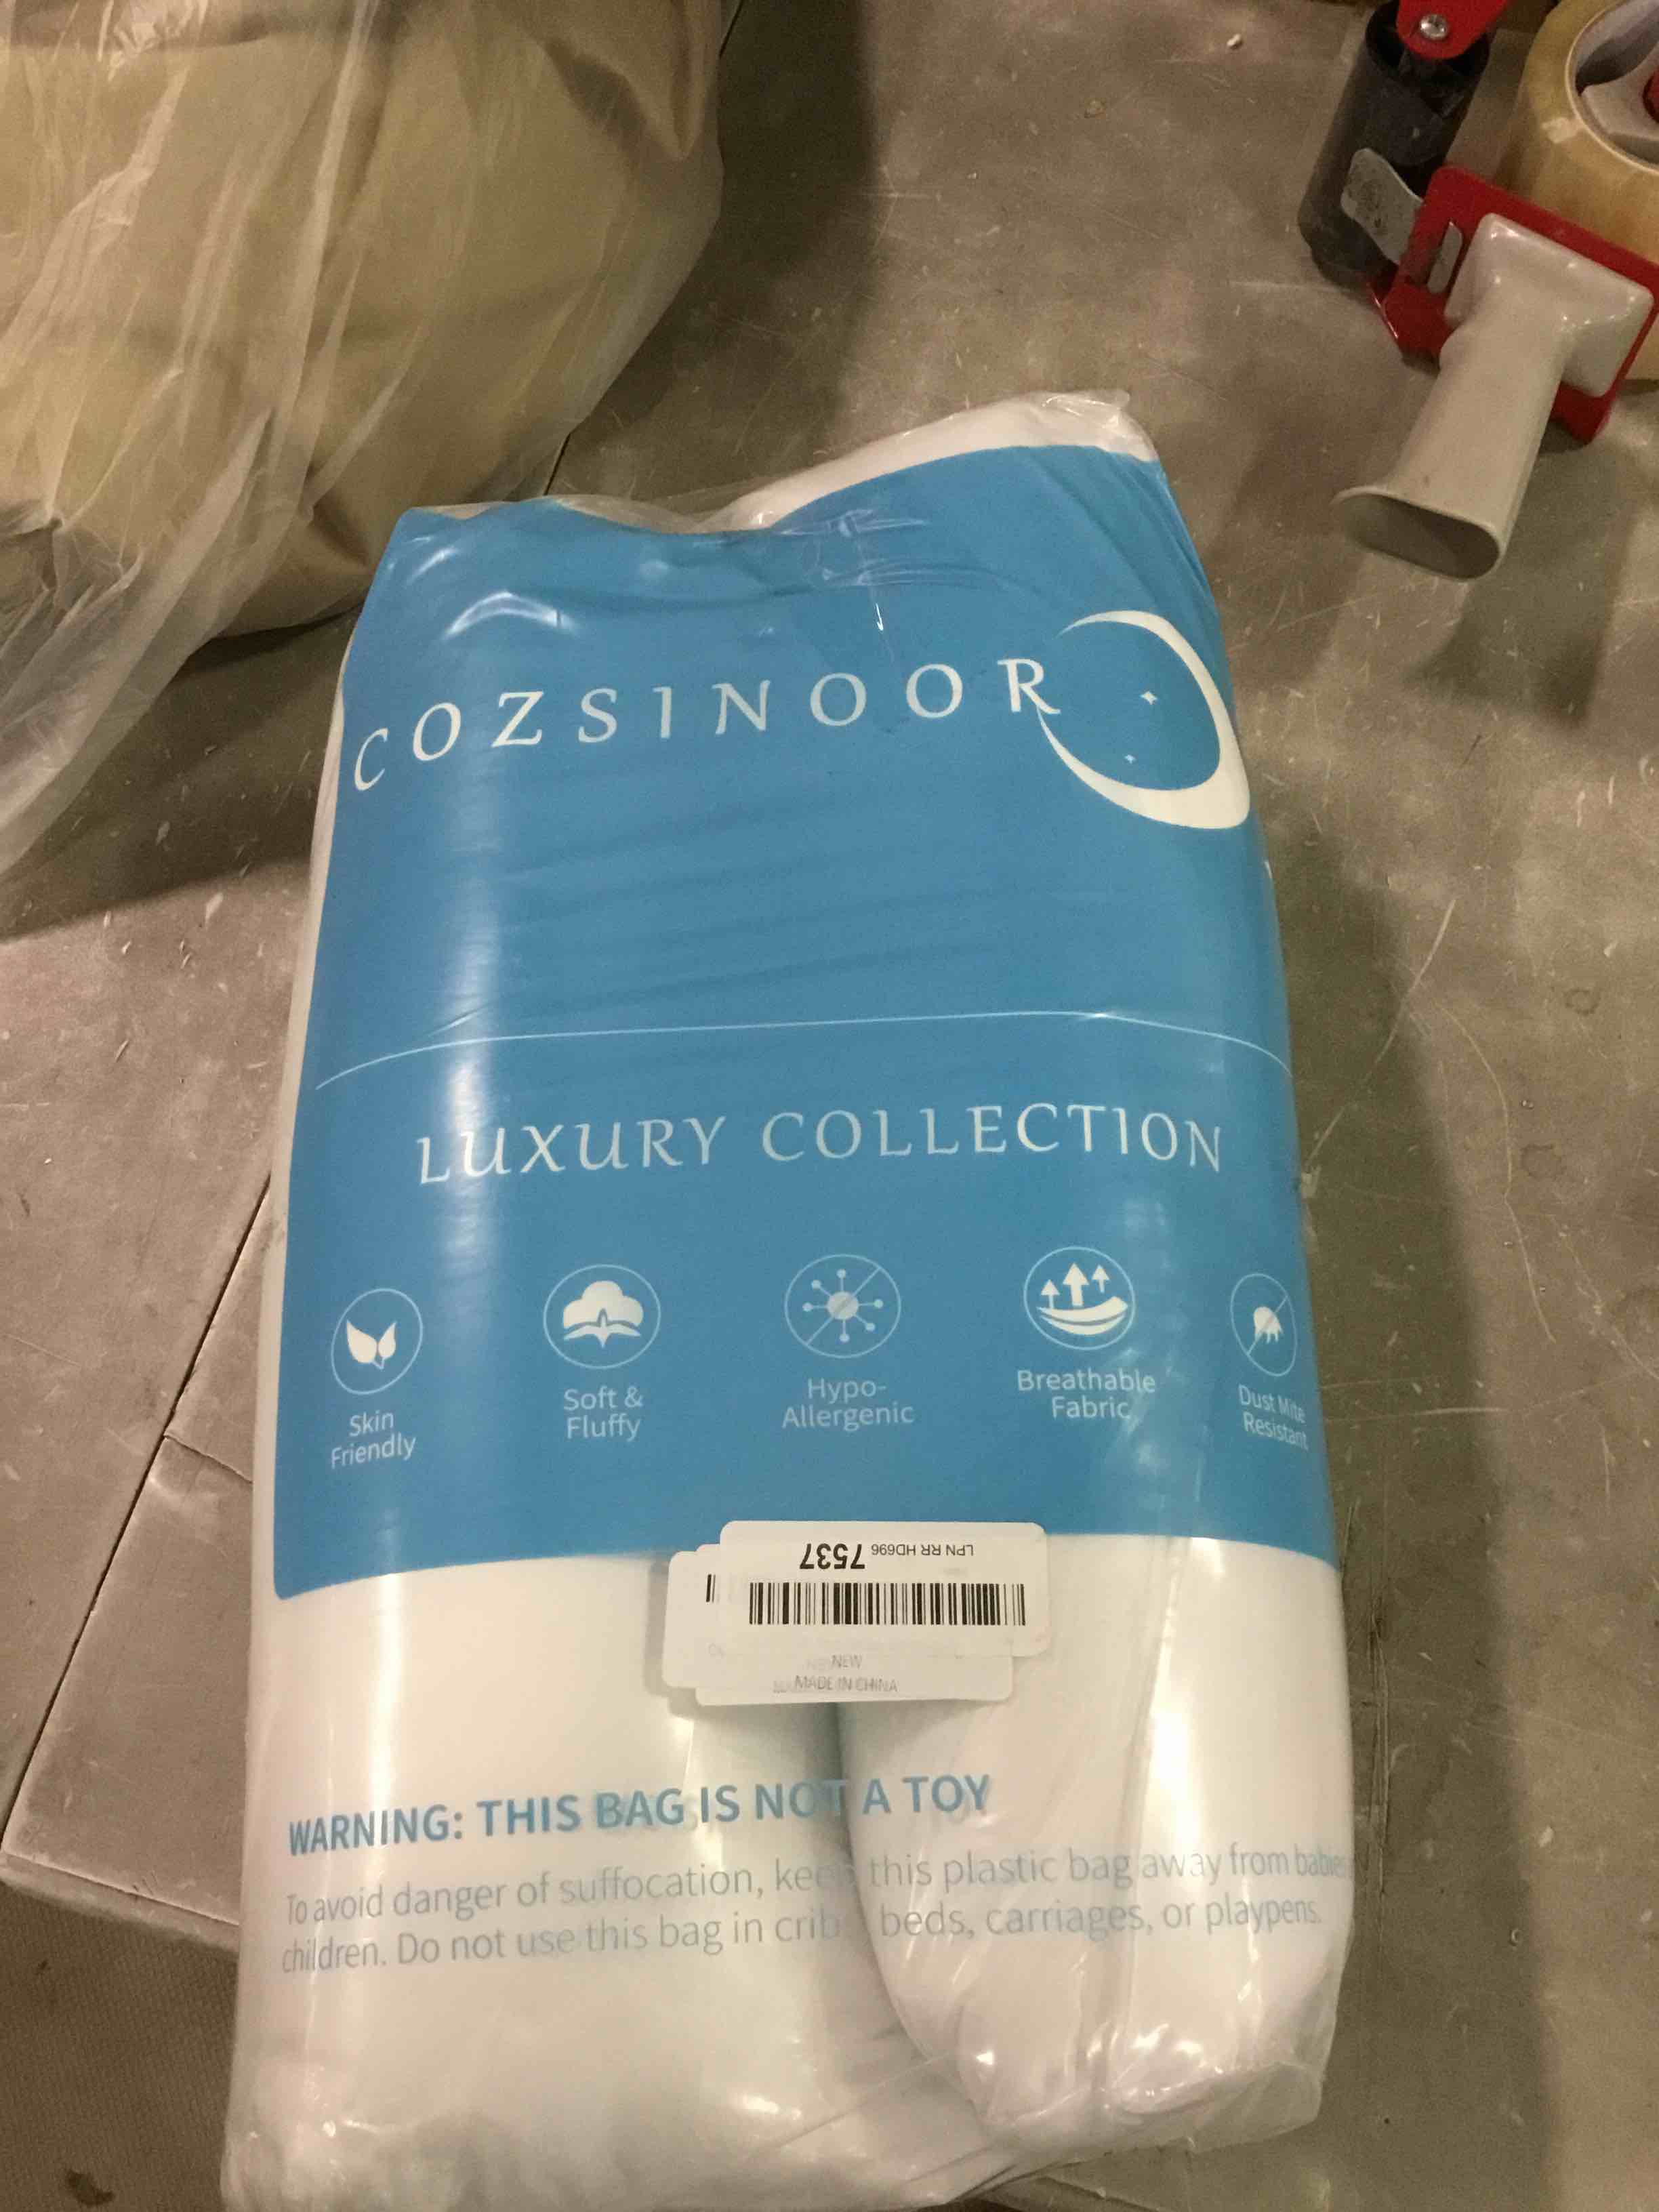 COZSINOOR
LUXURY COLLECTION
Skin
Friendly
Soft &
Fluffy
Hypo-
Allergenic
Breathable
Fabric
Dust Mite
Resistant
LPN RR HD696 7537
NEW
MADE IN CHINA
WARNING: THIS BAG IS NOT A TOY
To avoid danger of suffocation, keep this plastic bag away from babies
children. Do not use this bag in crib beds, carriages, or playpens.